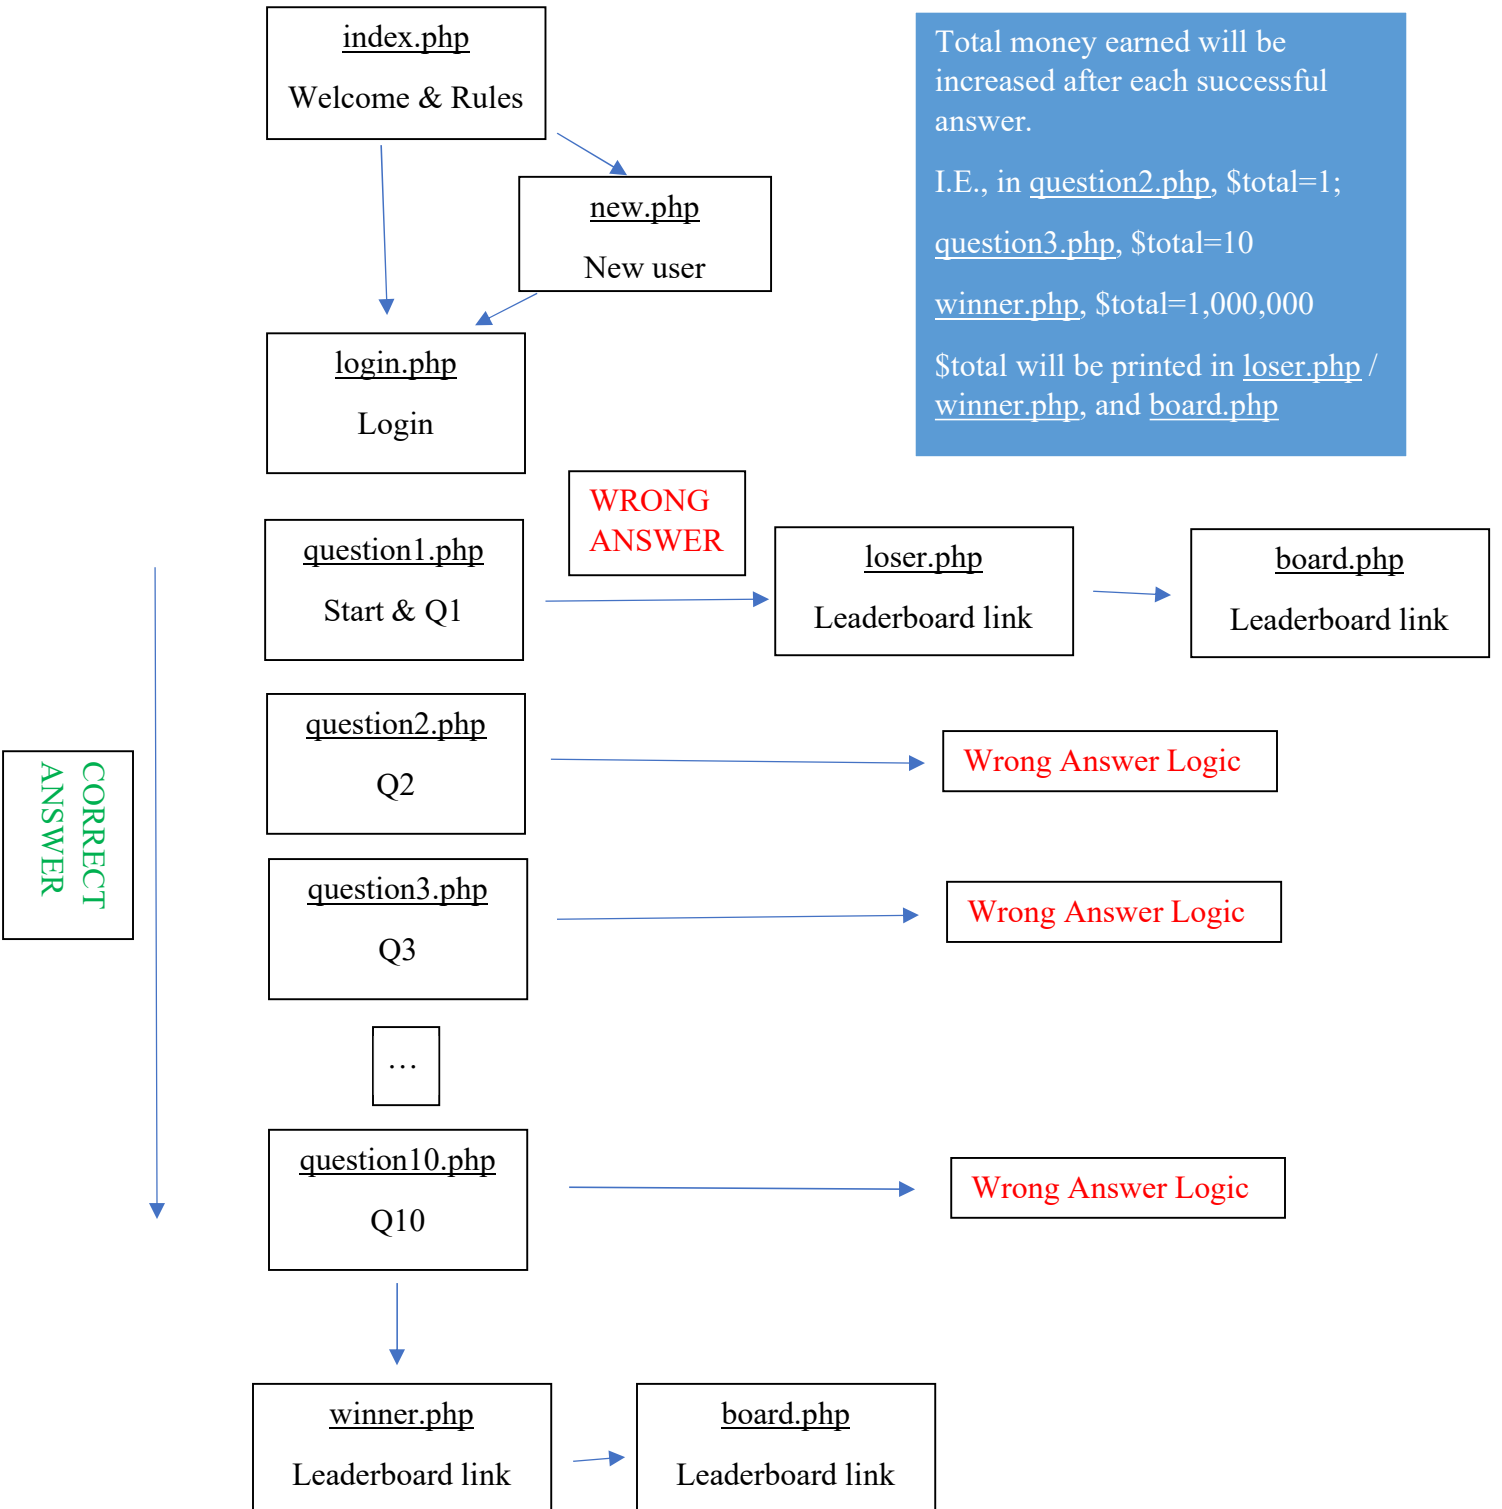 index.php
Welcome & Rules
new.php
New user
login.php
Login
Total money earned will be
increased after each successful
answer.
I.E., in question2.php, $total=1;
question3.php, $total=10
winner.php, $total=1,000,000
$total will be printed in loser.php /
winner.php, and board.php
WRONG
ANSWER
question1.php
Start & Q1
loser.php
Leaderboard link
board.php
Leaderboard link
question2.php
Q2
Wrong Answer Logic
CORRECT
ANSWER
question3.php
Q3
Wrong Answer Logic
…
question10.php
Q10
Wrong Answer Logic
winner.php
Leaderboard link
board.php
Leaderboard link